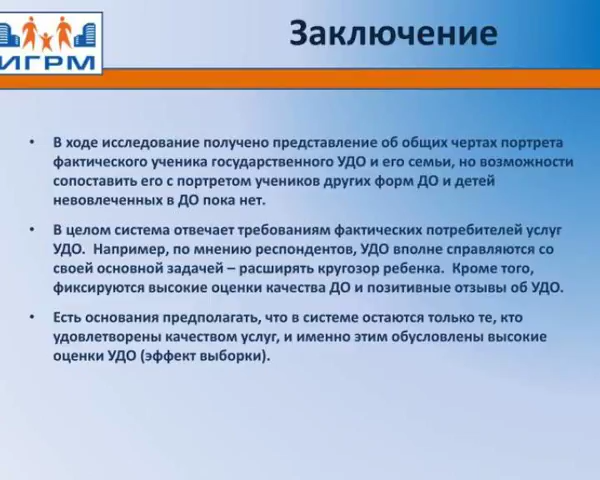 Заключение
ИГРМ
• В ходе исследование получено представление об общих чертах портрета
фактического ученика государственного УДО и его семьи, но возможности
сопоставить его с портретом учеников других форм ДО и детей
невовлеченных в ДО пока нет.
• В целом система отвечает требованиям фактических потребителей услуг
УДО. Например, по мнению респондентов, УДО вполне справляются со
своей основной задачей – расширять кругозор ребенка. Кроме того,
фиксируются высокие оценки качества ДО и позитивные отзывы об УДО.
• Есть основания предполагать, что в системе остаются только те, кто
удовлетворены качеством услуг, и именно этим обусловлены высокие
оценки УДО (эффект выборки).